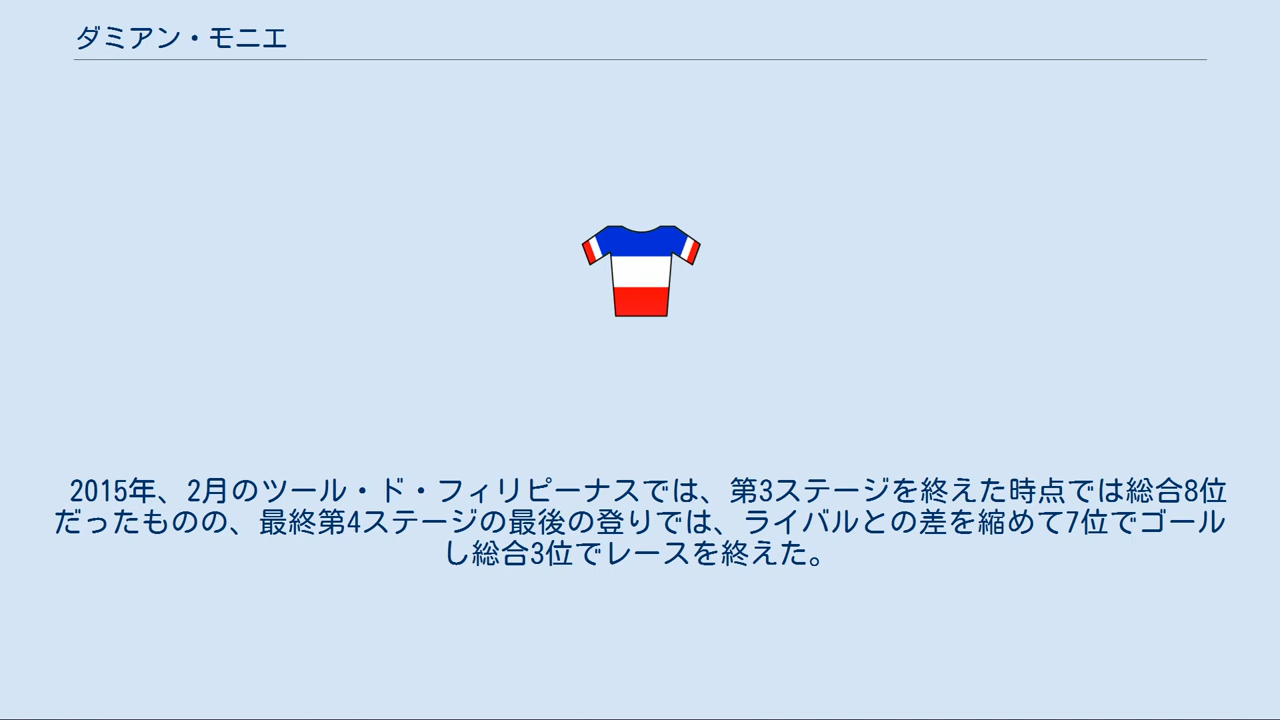 ダミアン・モニエ
2015年、2月のツール・ド・フィリピーナスでは、第3ステージを終えた時点では総合8位
だったものの、最終第4ステージの最後の登りでは、ライバルとの差を縮めて7位でゴール
し総合3位でレースを終えた。